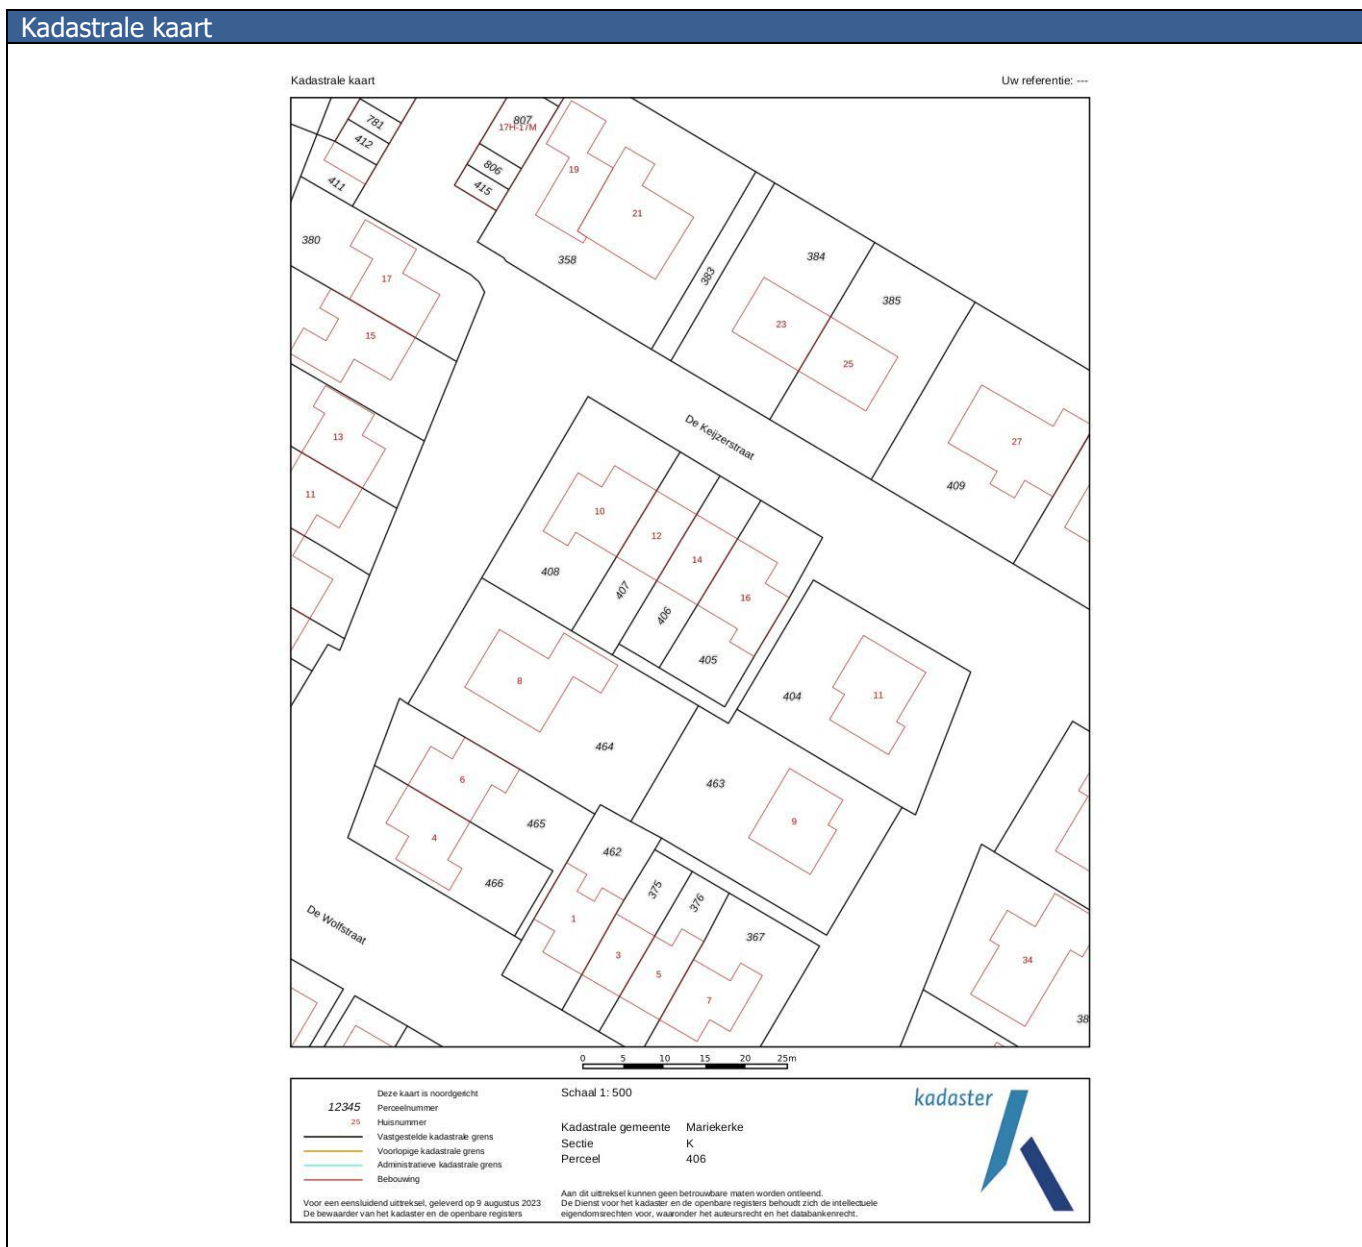 Kadastrale kaart
Kadastrale kaart
Uw referentie: ---
781
412
411
807
17H-17M
806
415
19
21
358
380
17
15
383
384
385
23
25
13
11
De Keijzerstraat
27
409
10
12
14
16
408
407
406
405
8
404
11
464
463
6
465
9
4
462
466
375
376
1
367
De Wolfstraat
3
5
7
34
38
0 5 10 15 20 25m
Deze kaart is noordgericht
12345 Perceelnummer
25 Huisnummer
Vastgestelde kadastrale grens
Voorlopige kadastrale grens
Administratieve kadastrale grens
Bebouwing
Voor een eensluidend uittreksel, geleverd op 9 augustus 2023
De bewaarder van het kadaster en de openbare registers
Schaal 1: 500
Kadastrale gemeente Mariekerke
Sectie K
Perceel 406
Aan dit uittreksel kunnen geen betrouwbare maten worden ontleend.
De Dienst voor het kadaster en de openbare registers behoudt zich de intellectuele
eigendomsrechten voor, waaronder het auteursrecht en het databankenrecht.
kadaster